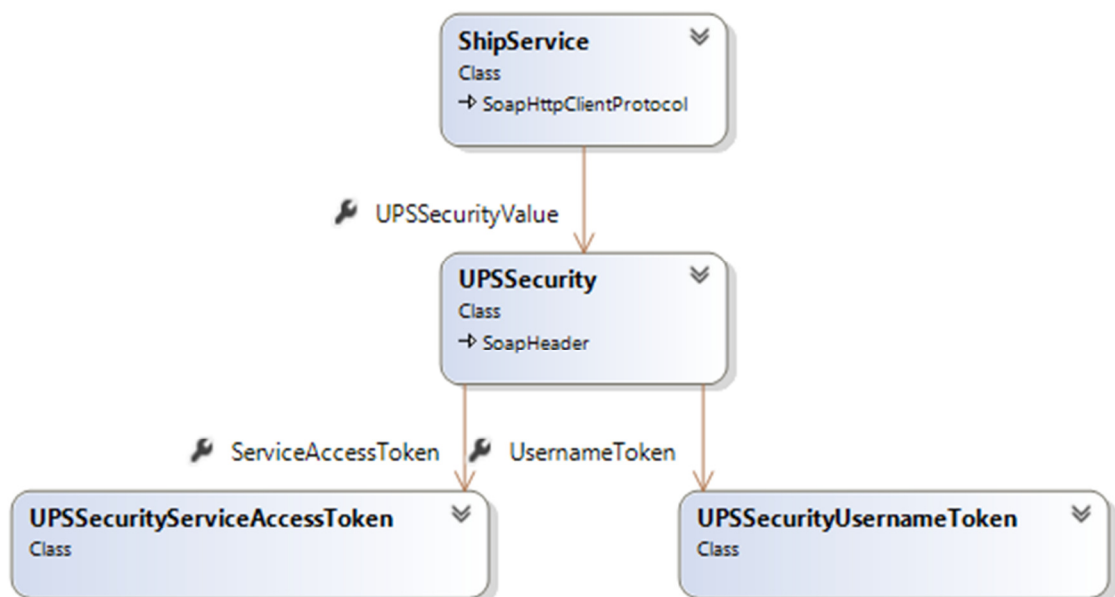 ShipService
Class
SoapHttpClientProtocol
UPSSecurityValue
UPSSecurity
Class
SoapHeader
ServiceAccessToken
UsernameToken
UPSSecurityServiceAccessToken
Class
UPSSecurityUsernameToken
Class